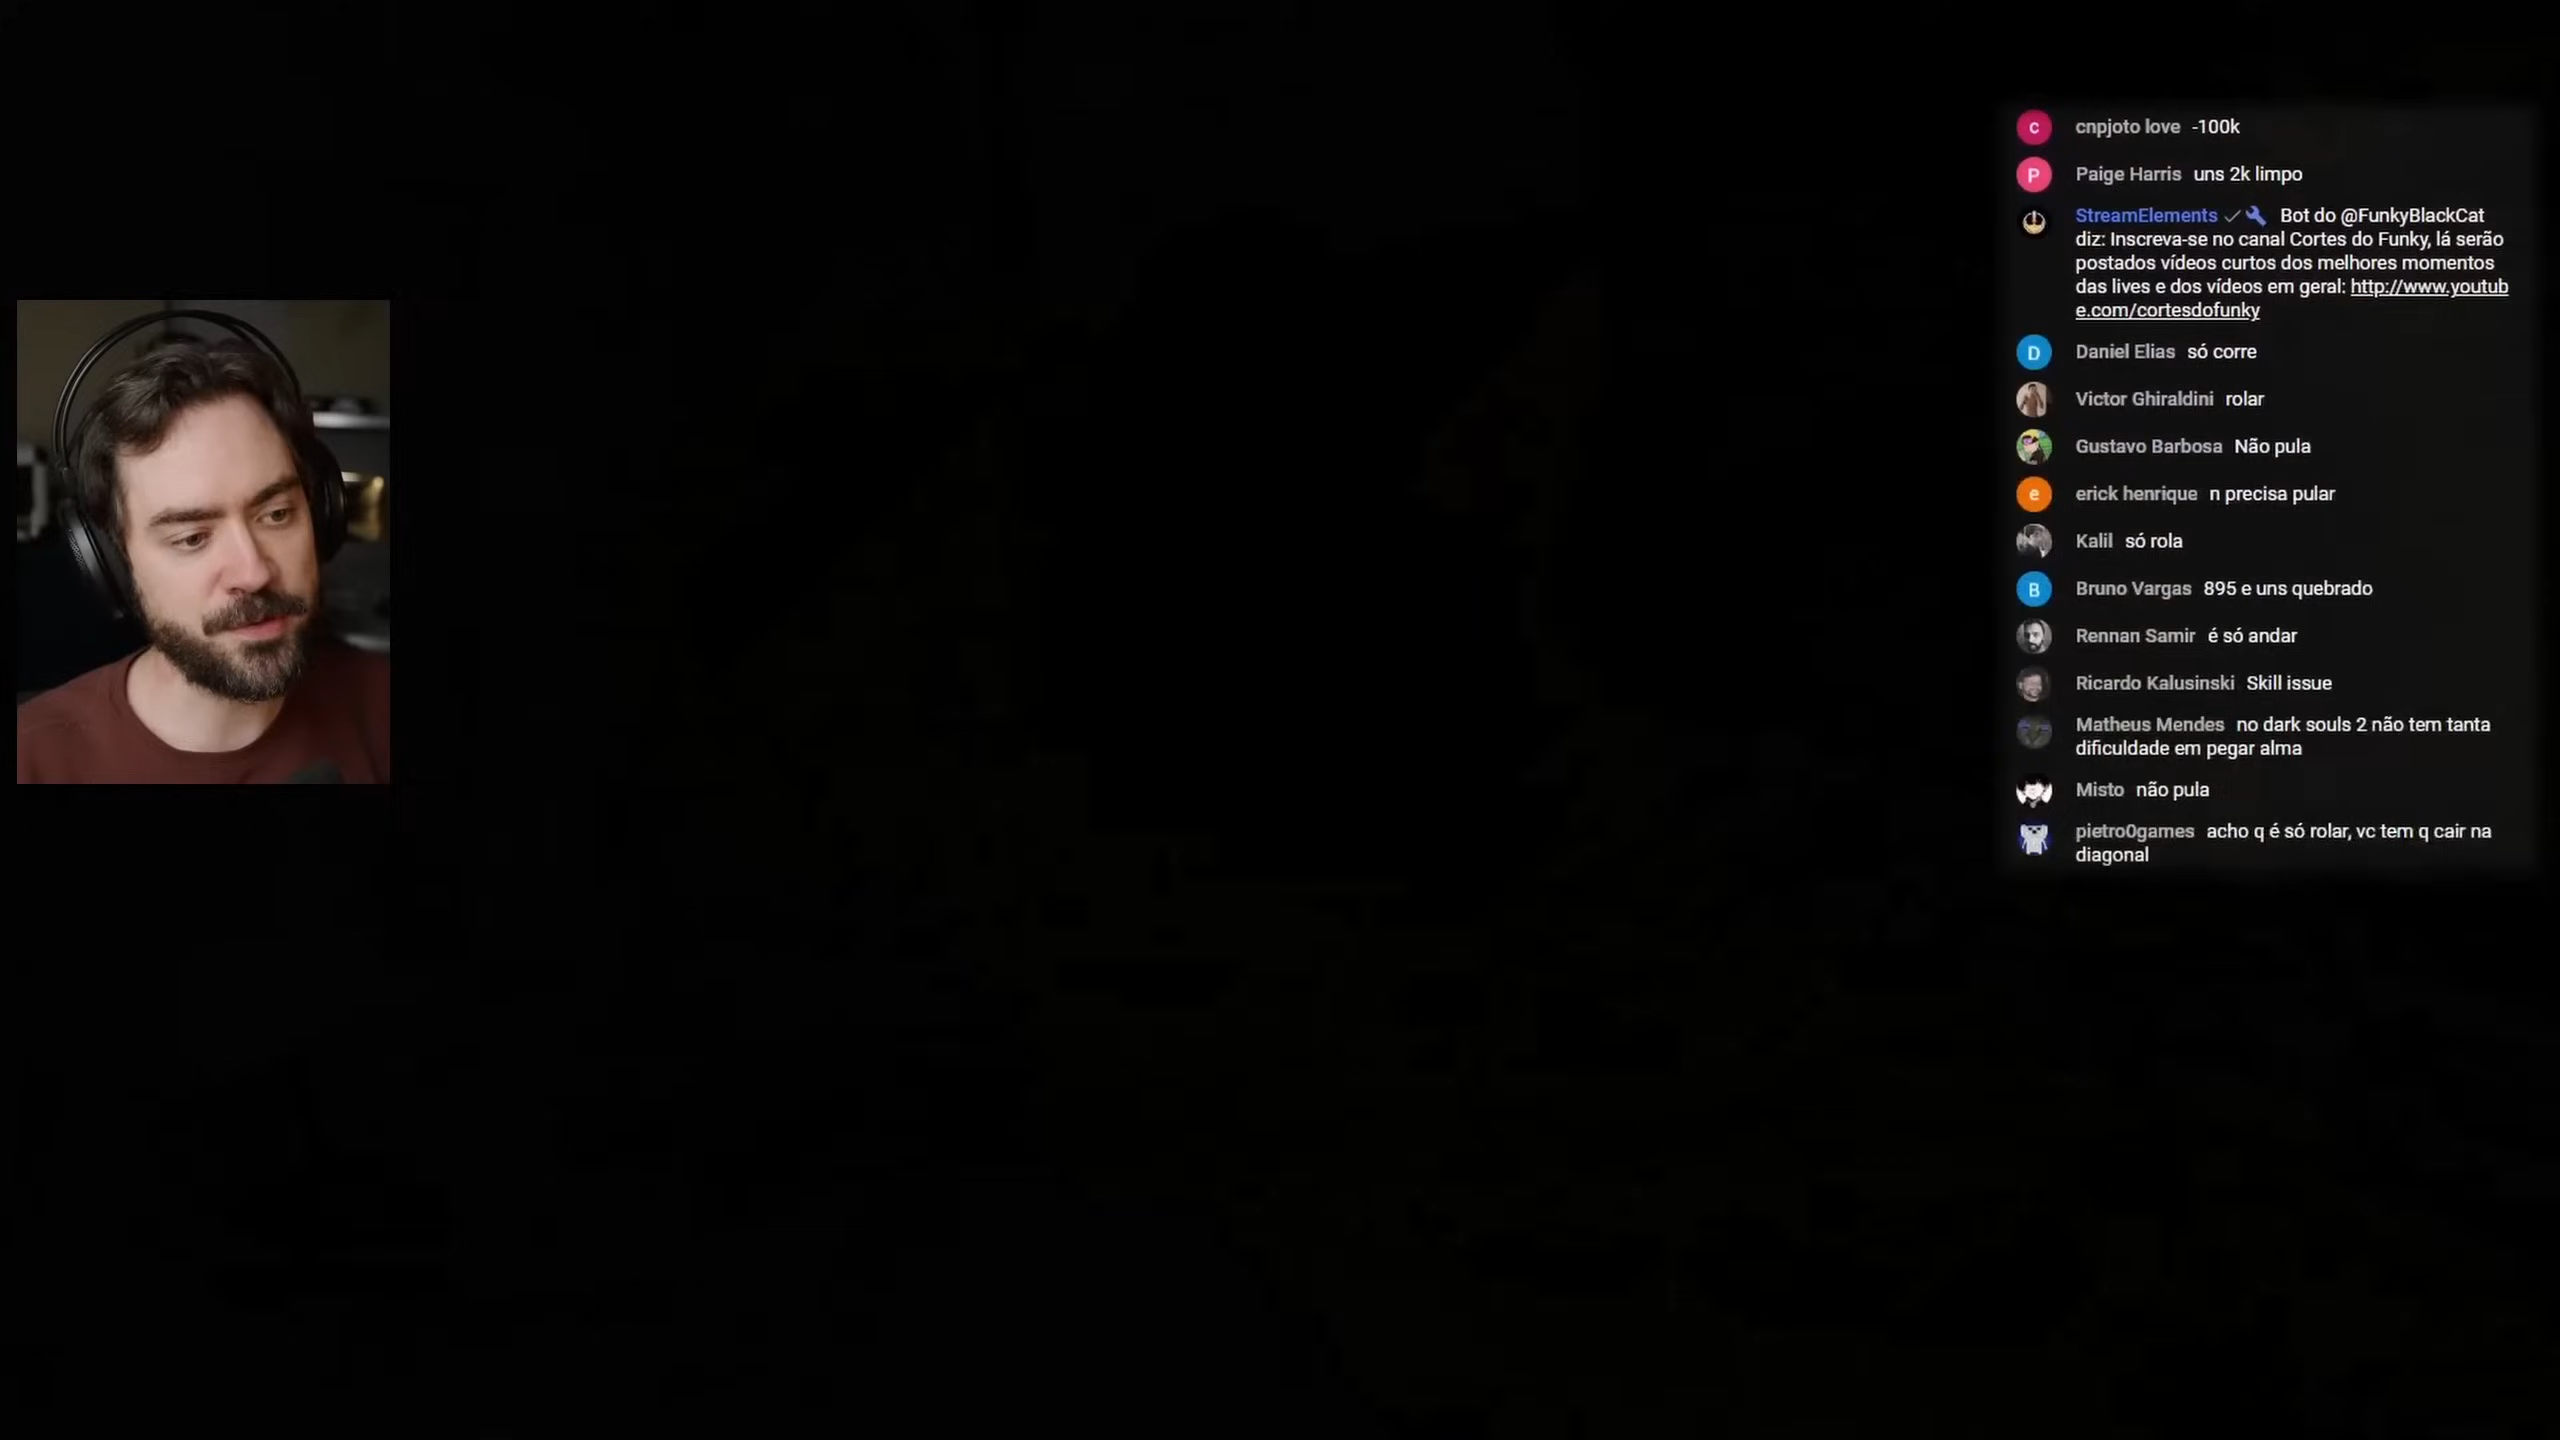 c cnpjoto love -100k
P Paige Harris uns 2k limpo
StreamElements Bot do @FunkyBlackCat
diz: Inscreva-se no canal Cortes do Funky, lá serão
postados vídeos curtos dos melhores momentos
das lives e dos vídeos em geral: http://www.youtub
e.com/cortesdofunky
D Daniel Elias só corre
Victor Ghiraldini rolar
Gustavo Barbosa Não pula
e erick henrique n precisa pular
Kalil só rola
B Bruno Vargas 895 e uns quebrado
Rennan Samir é só andar
Ricardo Kalusinski Skill issue
Matheus Mendes no dark souls 2 não tem tanta
dificuldade em pegar alma
Misto não pula
pietro0games acho q é só rolar, vc tem q cair na
diagonal